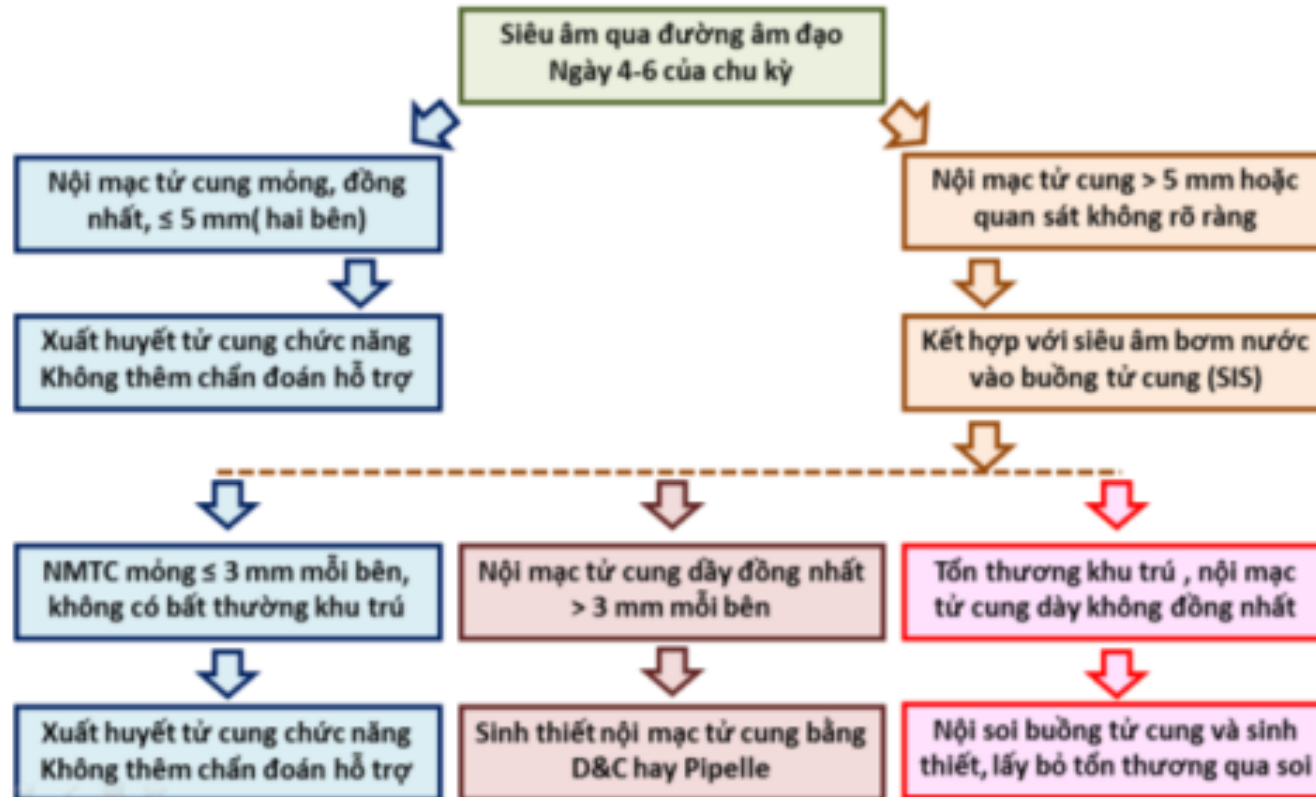 Siêu âm qua đường âm đạo
Ngày 4-6 của chu kỳ
Nội mạc tử cung mỏng, đồng
nhất, ≤ 5 mm( hai bên)
Nội mạc tử cung > 5 mm hoặc
quan sát không rõ ràng
Xuất huyết tử cung chức năng
Không thêm chẩn đoán hỗ trợ
Kết hợp với siêu âm bơm nước
vào buồng tử cung (SIS)
NMTC mỏng ≤ 3 mm mỗi bên,
không có bất thường khu trú
Nội mạc tử cung dầy đồng nhất
> 3 mm mỗi bên
Tổn thương khu trú , nội mạc
tử cung dày không đồng nhất
Xuất huyết tử cung chức năng
Không thêm chẩn đoán hỗ trợ
Sinh thiết nội mạc tử cung bằng
D&C hay Pipelle
Nội soi buồng tử cung và sinh
thiết, lấy bỏ tổn thương qua soi